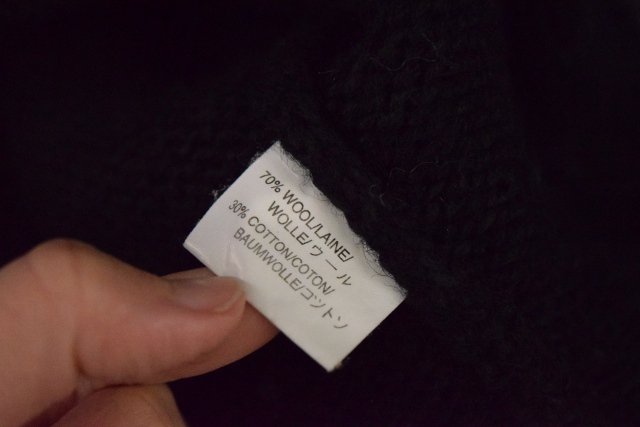 70% WOOL/LAINE/
WOLLE/ウール
30% COTTON/COTON/
BAUMWOLLE/コットン